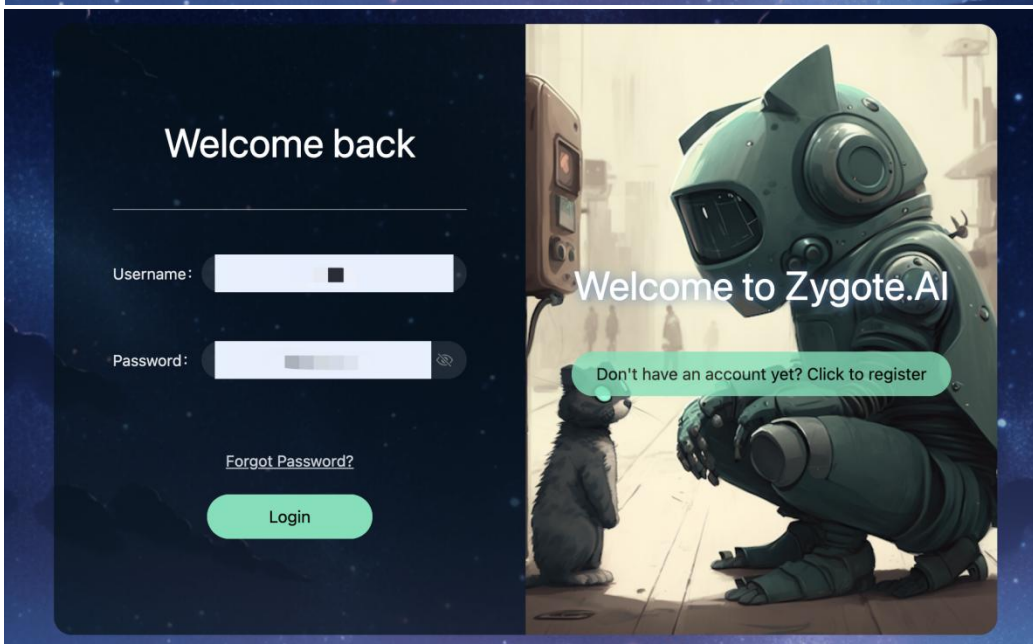 Welcome back
Username:
Password:
Forgot Password?
Login
Welcome to Zygote.AI
Don't have an account yet? Click to register